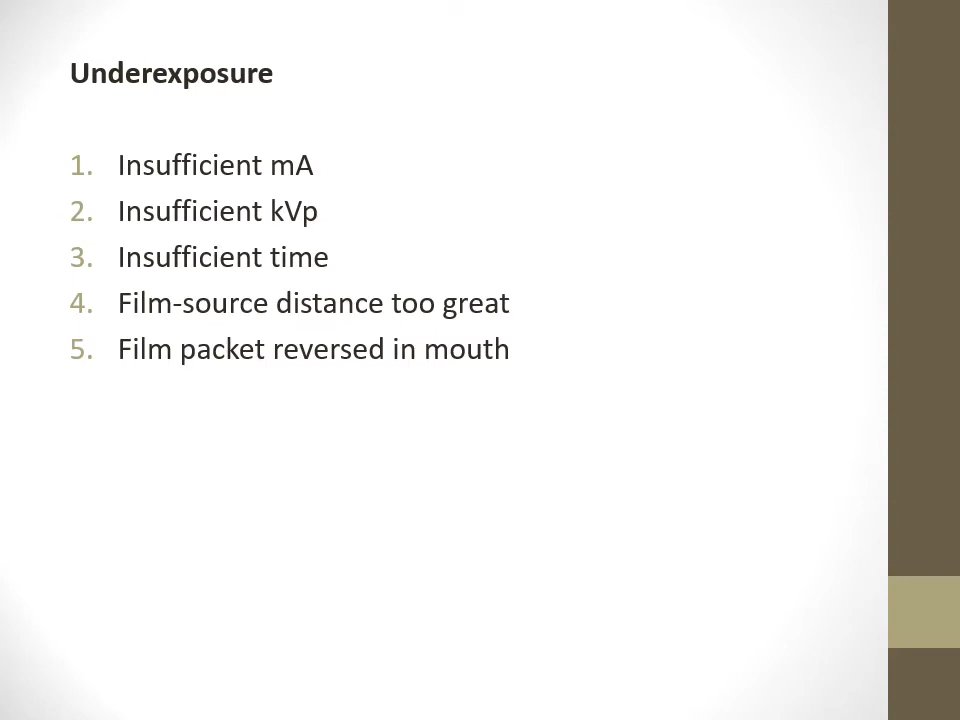 Underexposure
1. Insufficient mA
2. Insufficient kVp
3. Insufficient time
4. Film-source distance too great
5. Film packet reversed in mouth